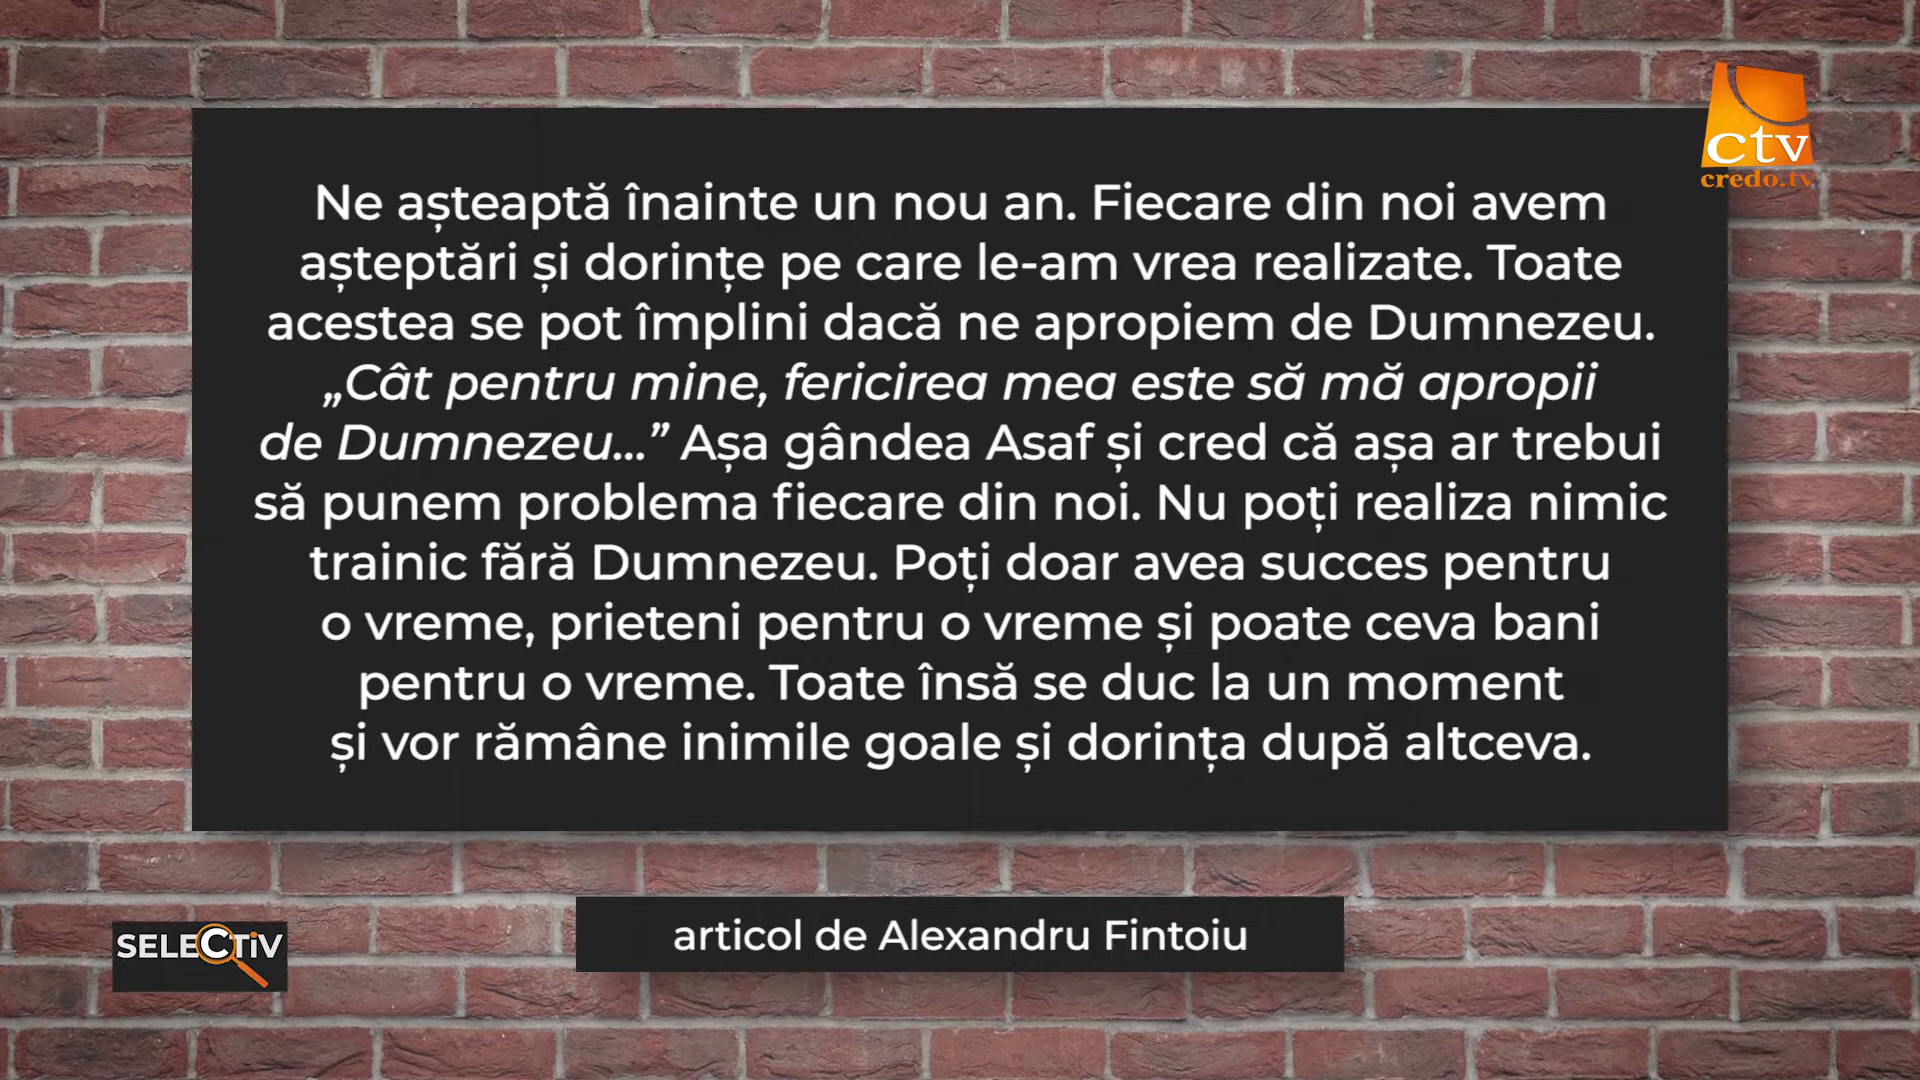 ctv
credo.tv
Ne așteaptă înainte un nou an. Fiecare din noi avem
așteptări și dorințe pe care le-am vrea realizate. Toate
acestea se pot împlini dacă ne apropiem de Dumnezeu.
„Cât pentru mine, fericirea mea este să mă apropii
de Dumnezeu...” Așa gândea Asaf și cred că așa ar trebui
să punem problema fiecare din noi. Nu poți realiza nimic
trainic fără Dumnezeu. Poți doar avea succes pentru
o vreme, prieteni pentru o vreme și poate ceva bani
pentru o vreme. Toate însă se duc la un moment
și vor rămâne inimile goale și dorința după altceva.
articol de Alexandru Fintoiu
SELECTiV